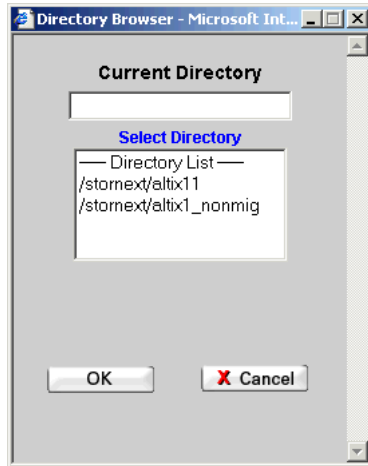 Directory Browser - Microsoft Int...
Current Directory
Select Directory
── Directory List ──
/stornext/altix11
/stornext/altix1_nonmig
OK
X Cancel